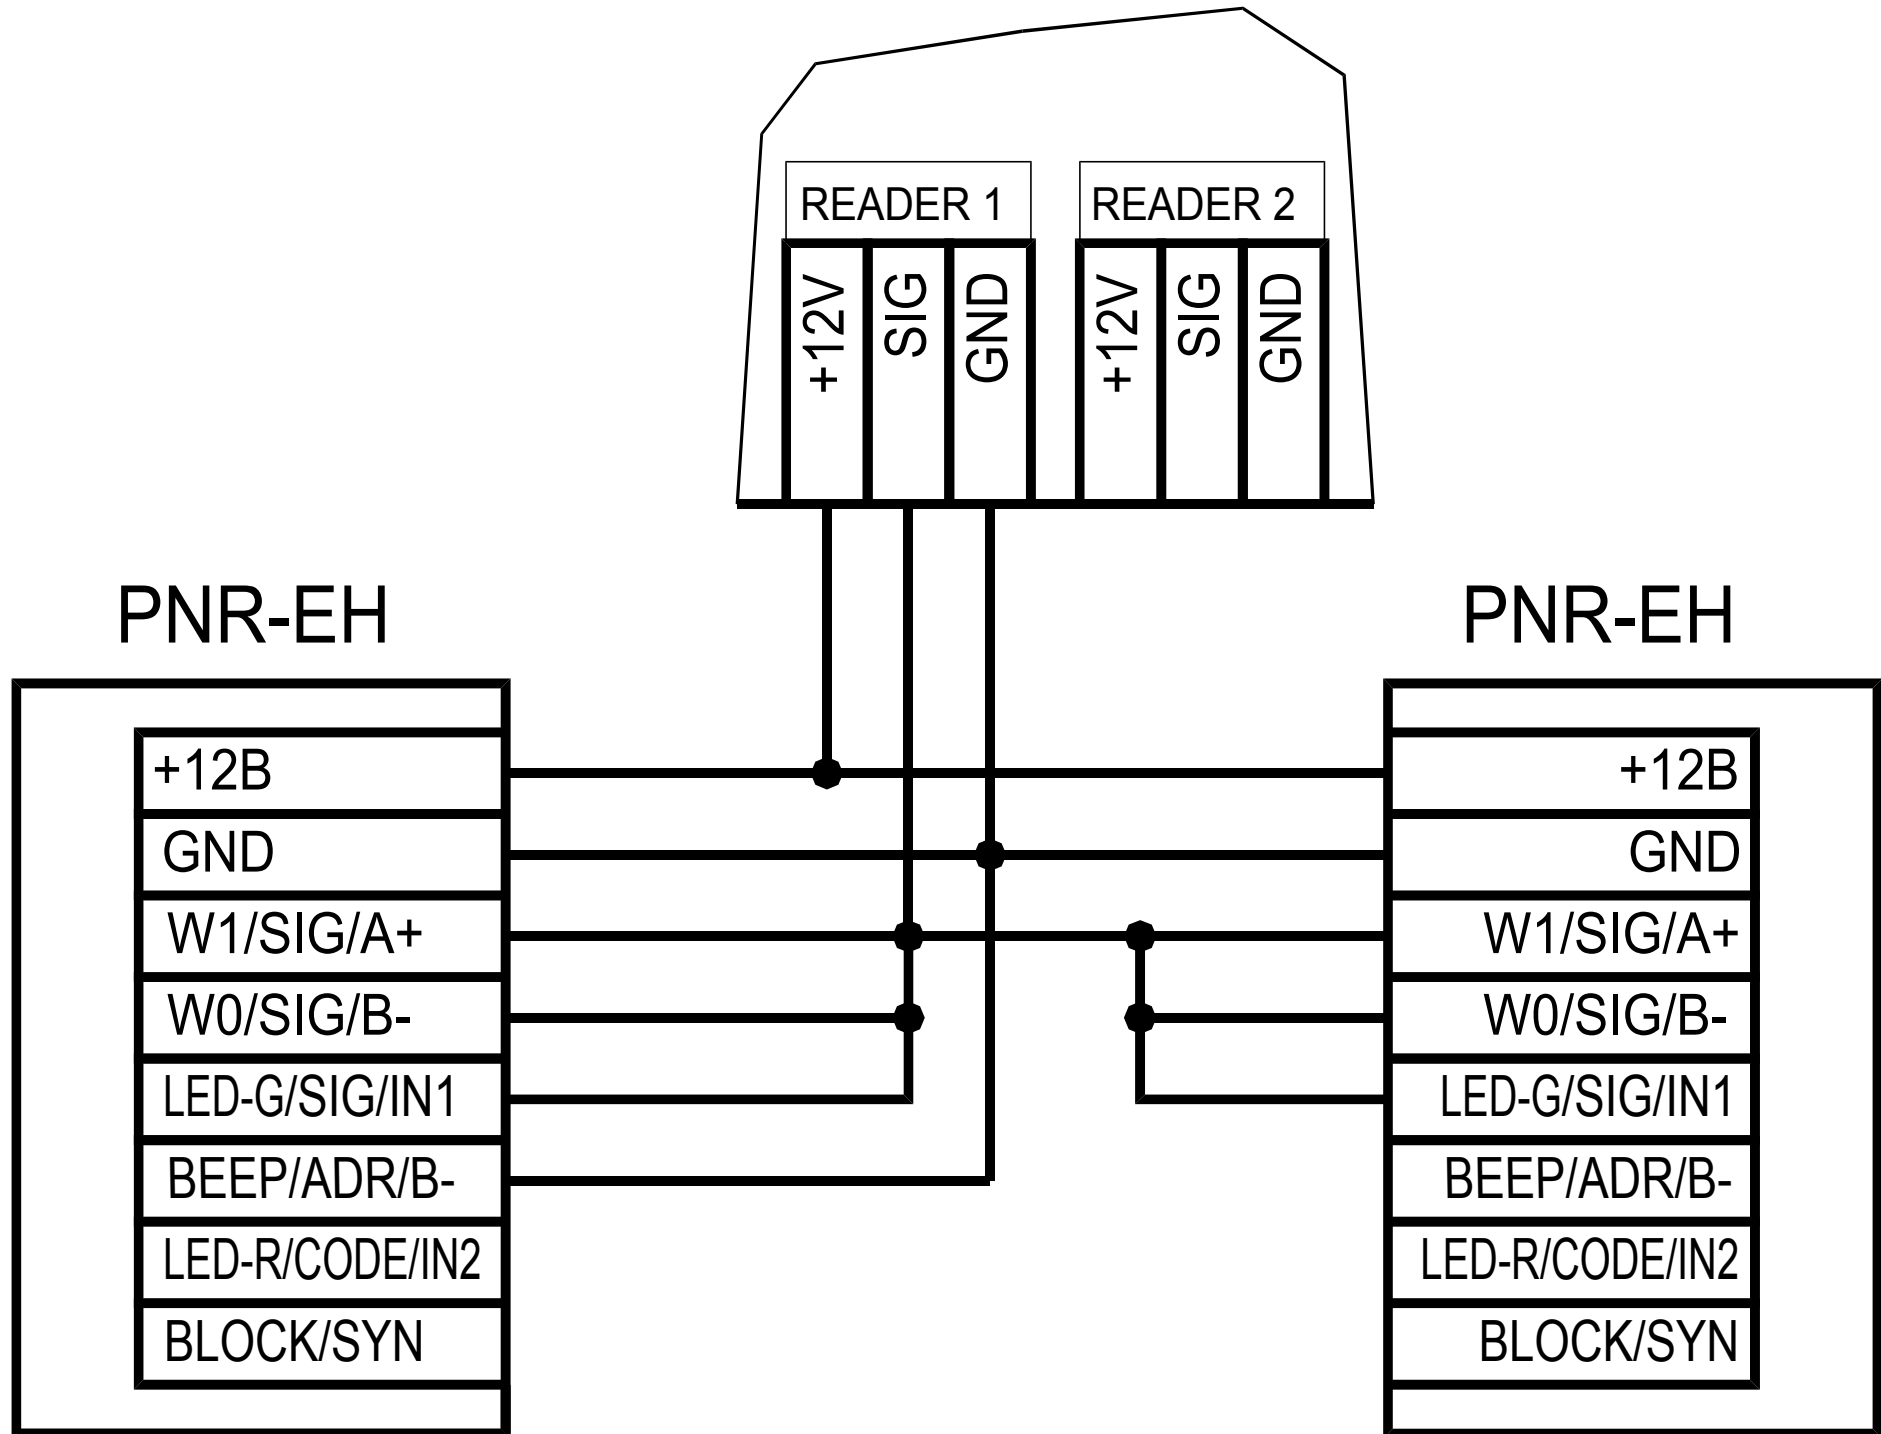 READER 1
READER 2
+12V
SIG
GND
+12V
SIG
GND
PNR-EH
PNR-EH
+12B
GND
W1/SIG/A+
W0/SIG/B-
LED-G/SIG/IN1
BEEP/ADR/B-
LED-R/CODE/IN2
BLOCK/SYN
+12B
GND
W1/SIG/A+
W0/SIG/B-
LED-G/SIG/IN1
BEEP/ADR/B-
LED-R/CODE/IN2
BLOCK/SYN